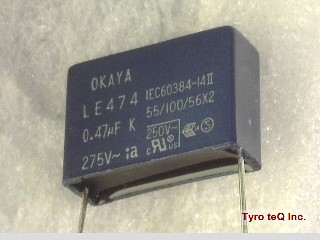 OKAYA
LE474 IEC60384-14II
0.47µF K 55/100/56X2
250V~
275V~
Tyro teQ Inc.